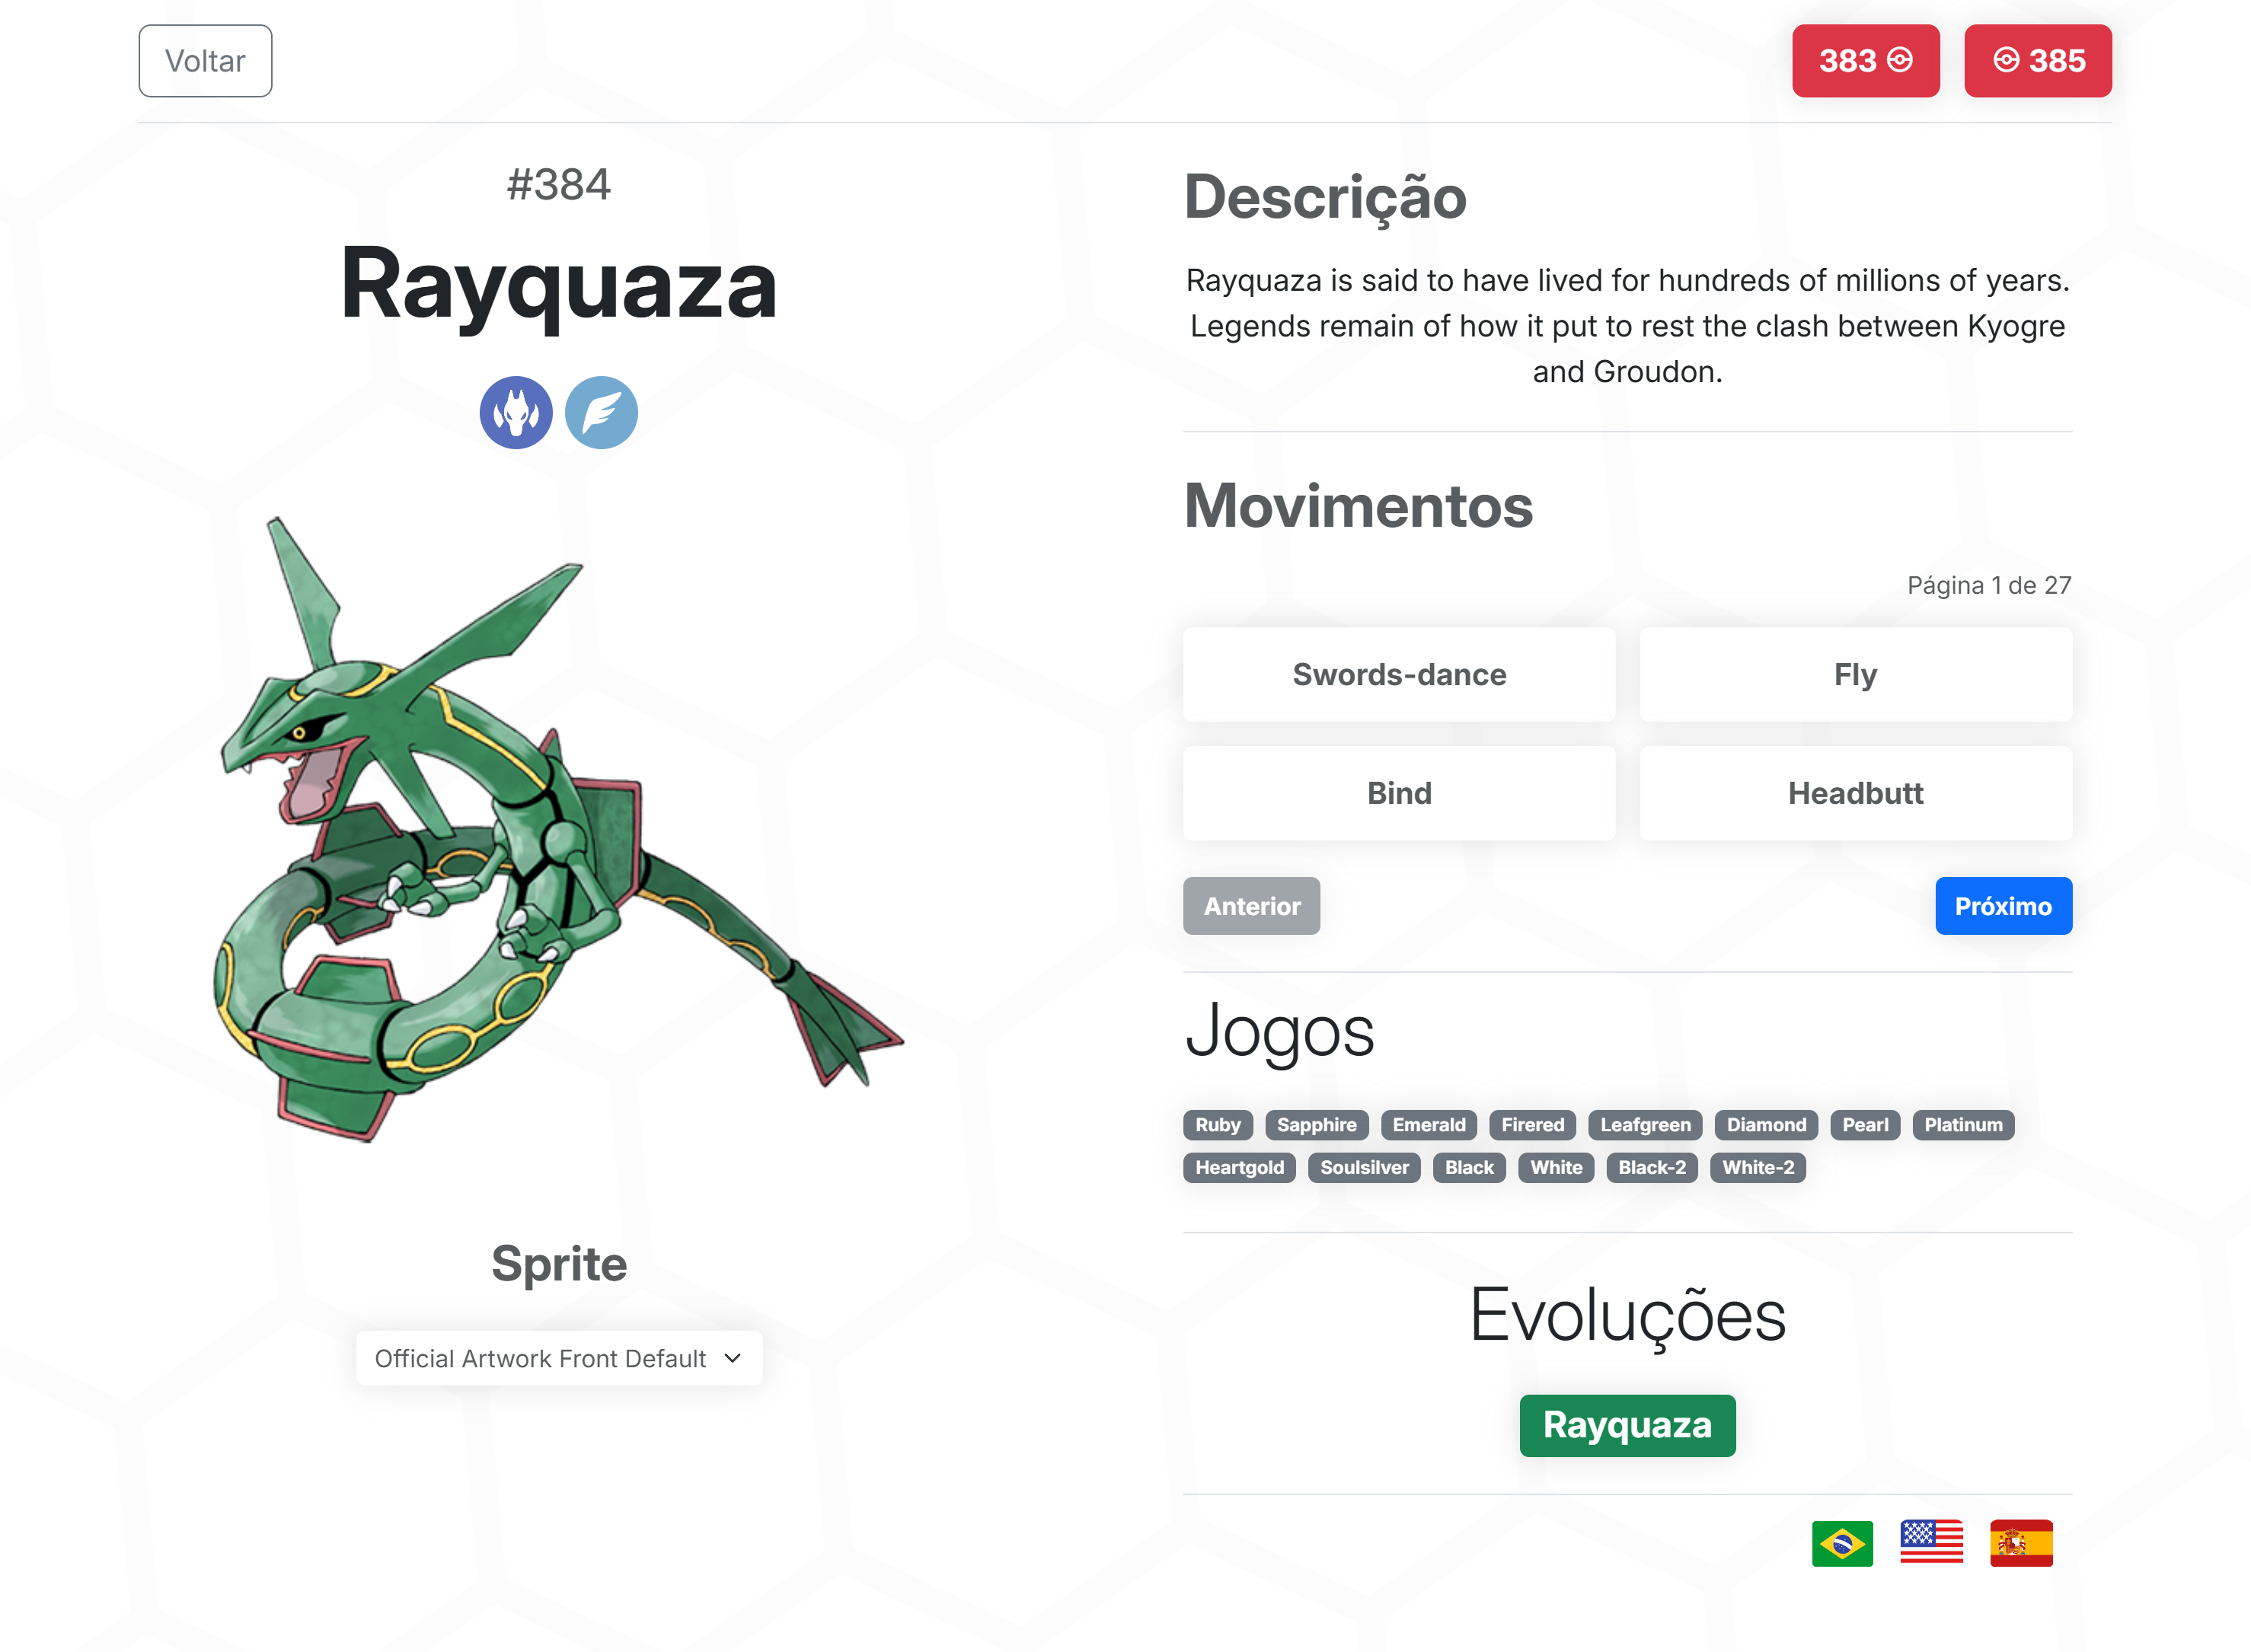 Voltar
383
385
#384
Rayquaza
Descrição
Rayquaza is said to have lived for hundreds of millions of years.
Legends remain of how it put to rest the clash between Kyogre
and Groudon.
Movimentos
Página 1 de 27
Swords-dance
Fly
Bind
Headbutt
Anterior
Próximo
Jogos
Ruby Sapphire Emerald Firered Leafgreen Diamond Pearl Platinum
Heartgold Soulsilver Black White Black-2 White-2
Sprite
Official Artwork Front Default
Evoluções
Rayquaza